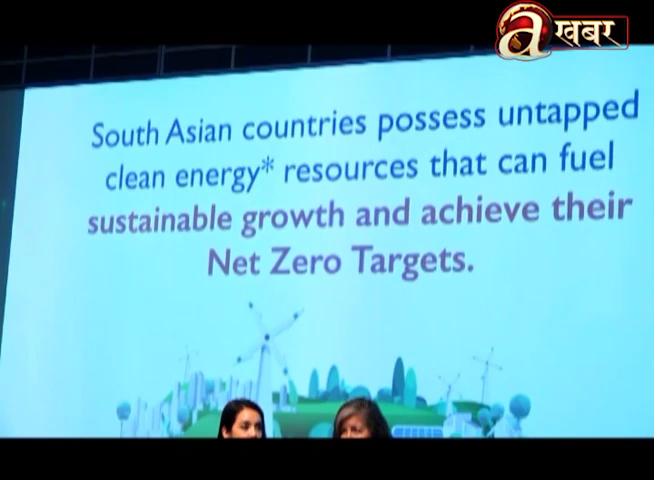 a खबर
South Asian countries possess untapped
clean energy* resources that can fuel
sustainable growth and achieve their
Net Zero Targets.